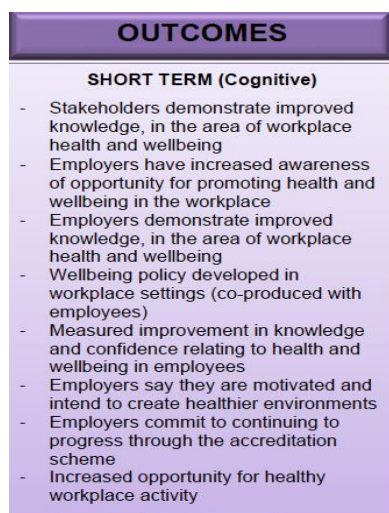 OUTCOMES
SHORT TERM (Cognitive)
- Stakeholders demonstrate improved
knowledge, in the area of workplace
health and wellbeing
- Employers have increased awareness
of opportunity for promoting health and
wellbeing in the workplace
- Employers demonstrate improved
knowledge, in the area of workplace
health and wellbeing
- Wellbeing policy developed in
workplace settings (co-produced with
employees)
- Measured improvement in knowledge
and confidence relating to health and
wellbeing in employees
- Employers say they are motivated and
intend to create healthier environments
- Employers commit to continuing to
progress through the accreditation
scheme
- Increased opportunity for healthy
workplace activity